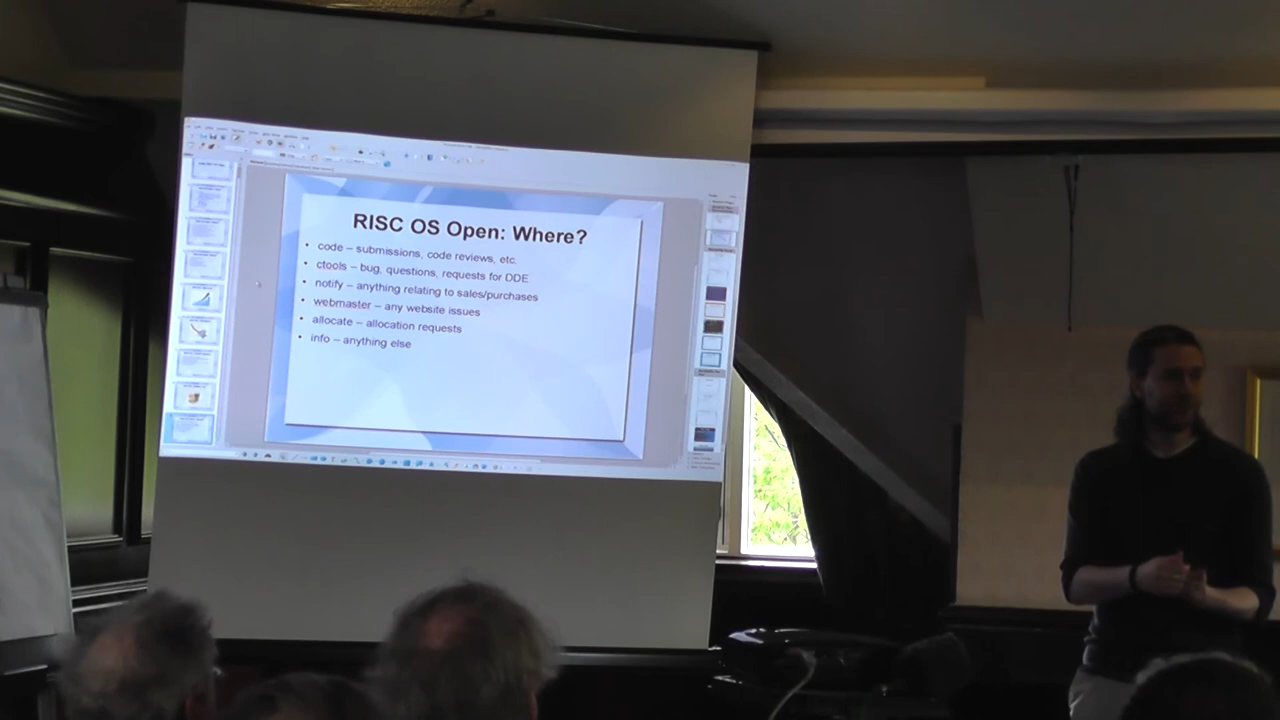 RISC OS Open: Where?
• code – submissions, code reviews, etc.
• ctools – bug, questions, requests for DDE
• notify – anything relating to sales/purchases
• webmaster – any website issues
• allocate – allocation requests
• info – anything else